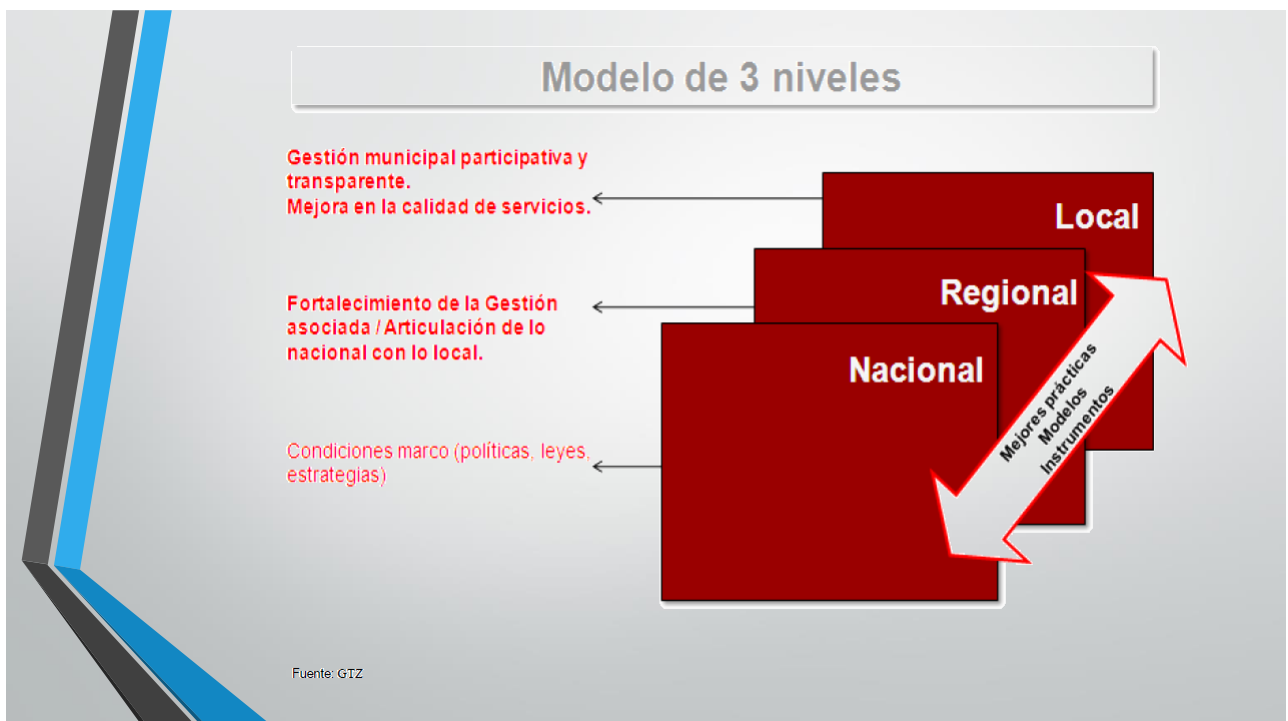 Modelo de 3 niveles
Gestión municipal participativa y
transparente.
Mejora en la calidad de servicios.
Local
Fortalecimiento de la Gestión
asociada / Articulación de lo
nacional con lo local.
Regional
Condiciones marco (políticas, leyes,
estrategias)
Nacional
Mejores prácticas
Modelos
Instrumentos
Fuente: GTZ